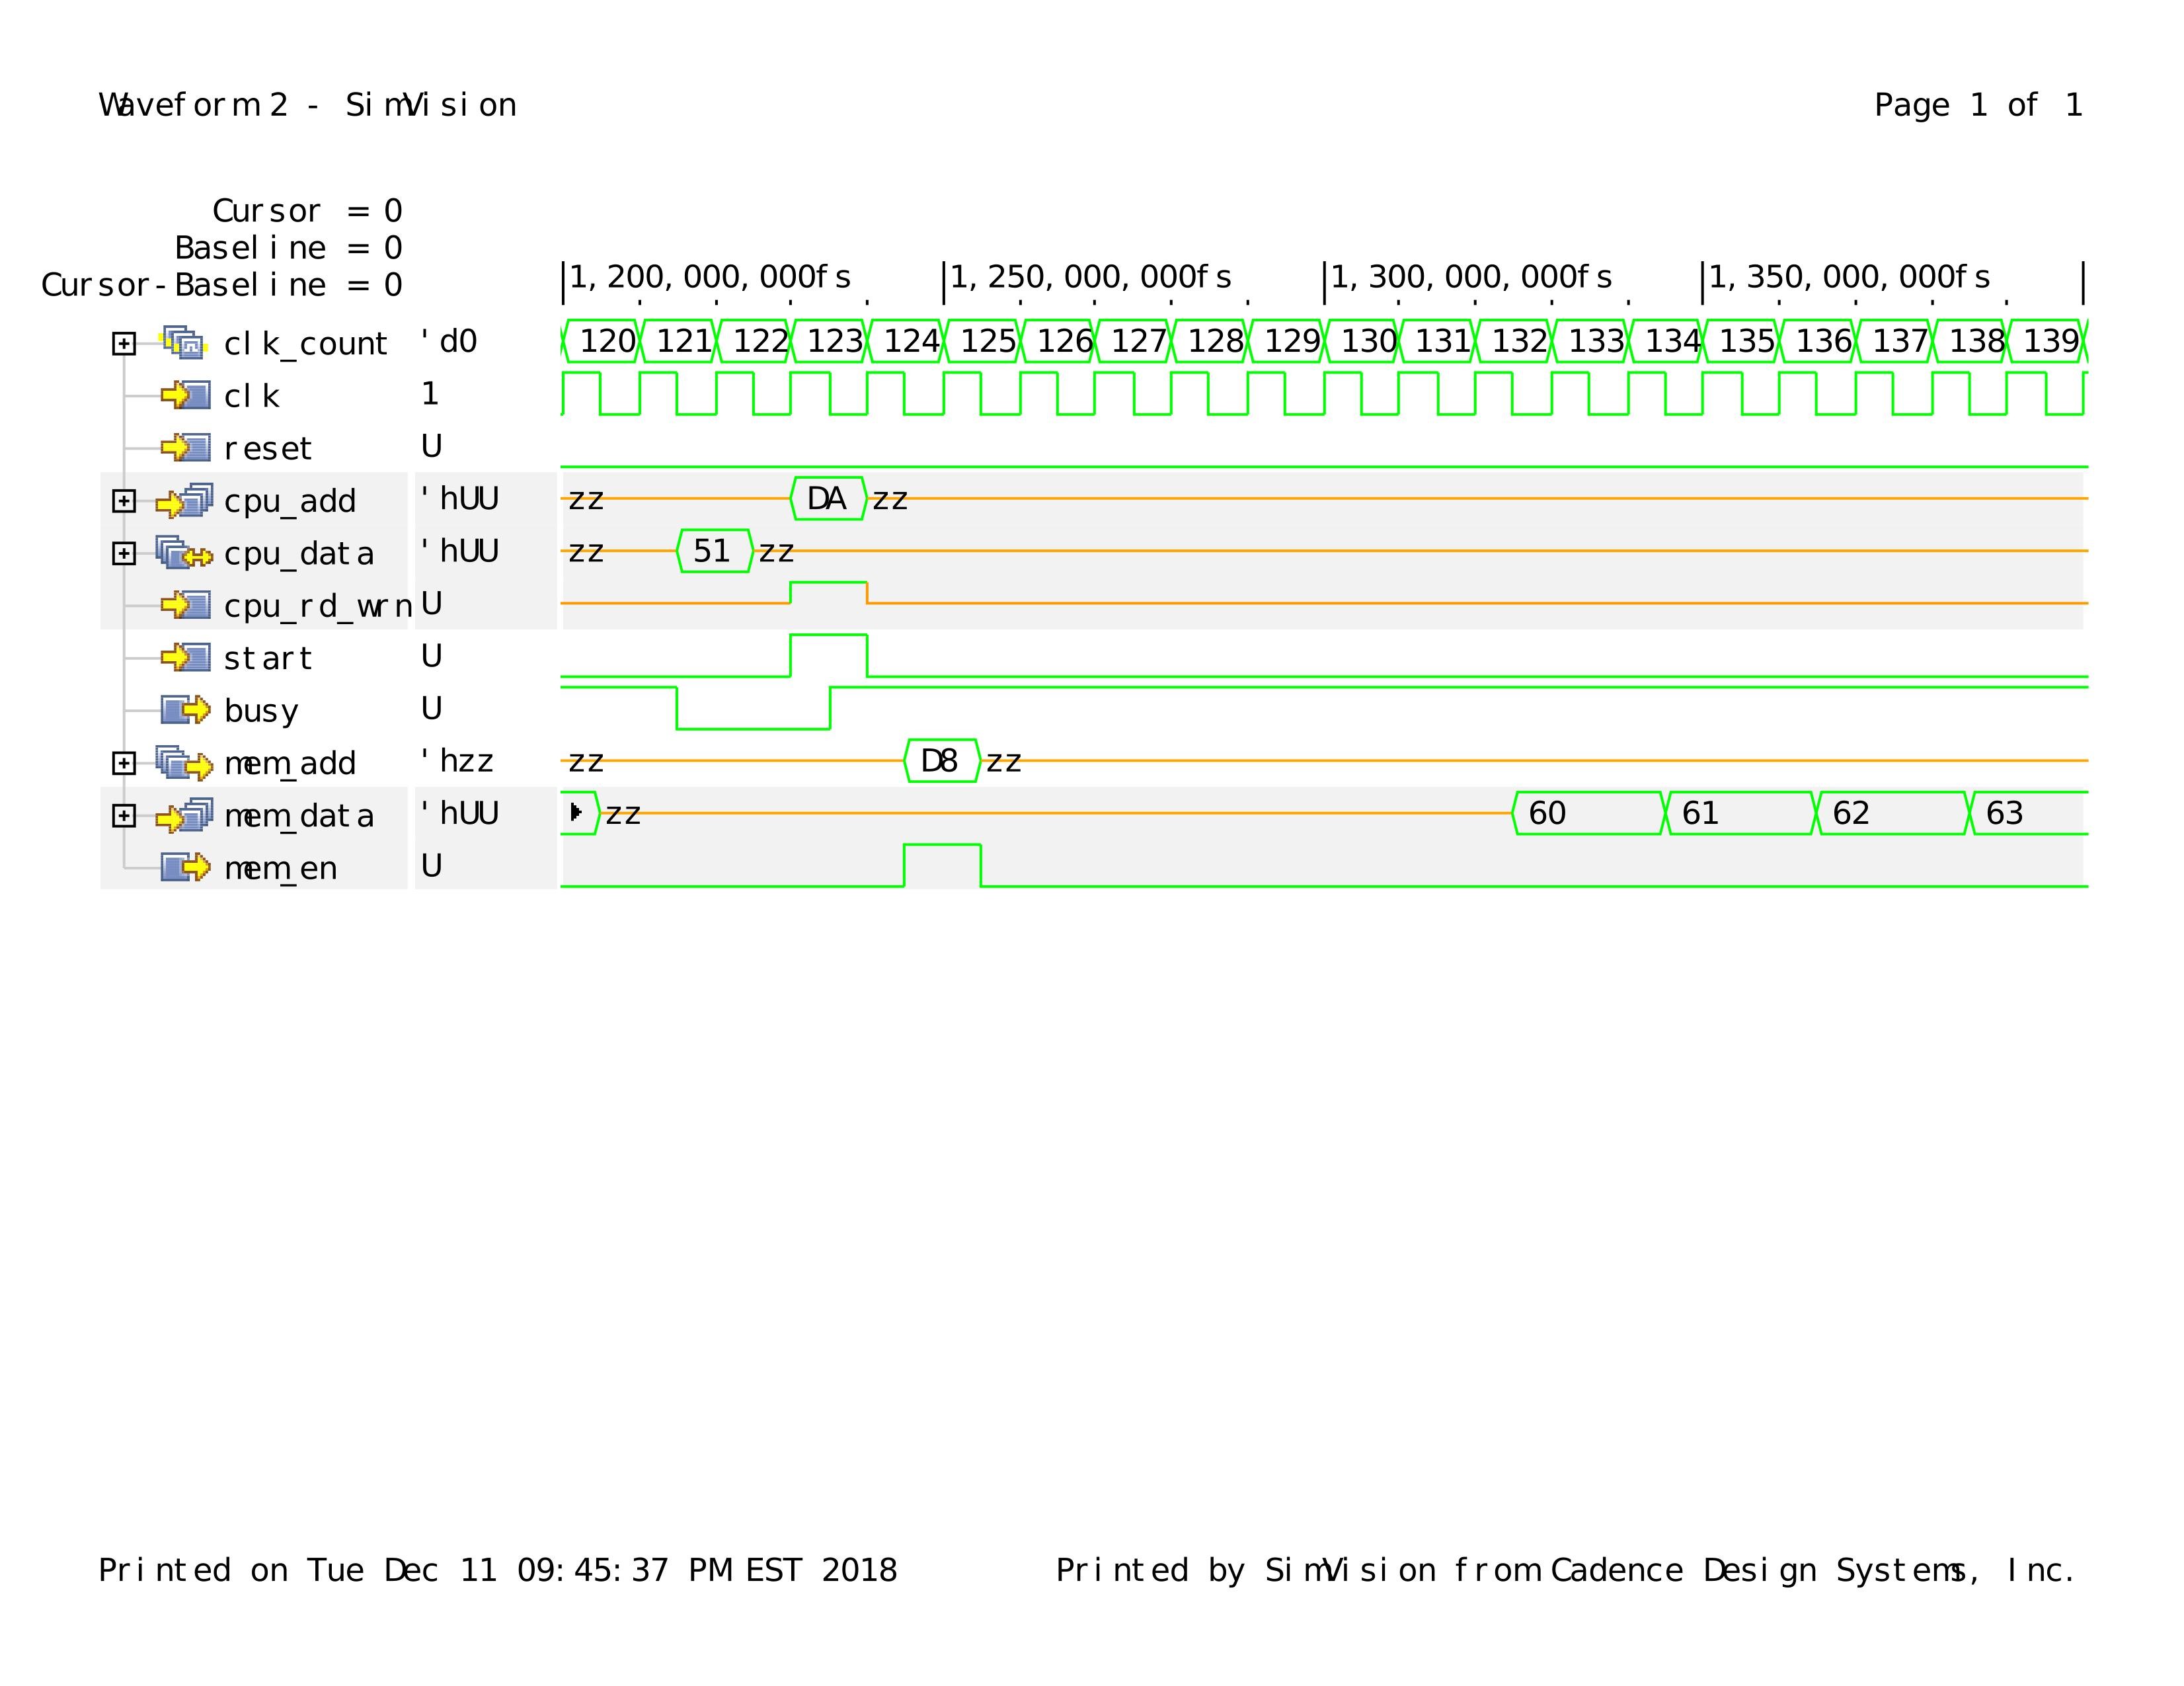 Waveform2 - SimVision Page 1 of 1
Cursor = 0
Baseline = 0
Cursor-Baseline = 0
1,200,000,000fs 1,250,000,000fs 1,300,000,000fs 1,350,000,000fs
clk_count 'd0 120 121 122 123 124 125 126 127 128 129 130 131 132 133 134 135 136 137 138 139
clk 1
reset U
cpu_add 'hUU zz DA zz
cpu_data 'hUU zz 51 zz
cpu_rd_wrn U
start U
busy U
mem_add 'hzz zz D8 zz
mem_data 'hUU zz 60 61 62 63
mem_en U
Printed on Tue Dec 11 09:45:37 PM EST 2018 Printed by SimVision from Cadence Design Systems, Inc.